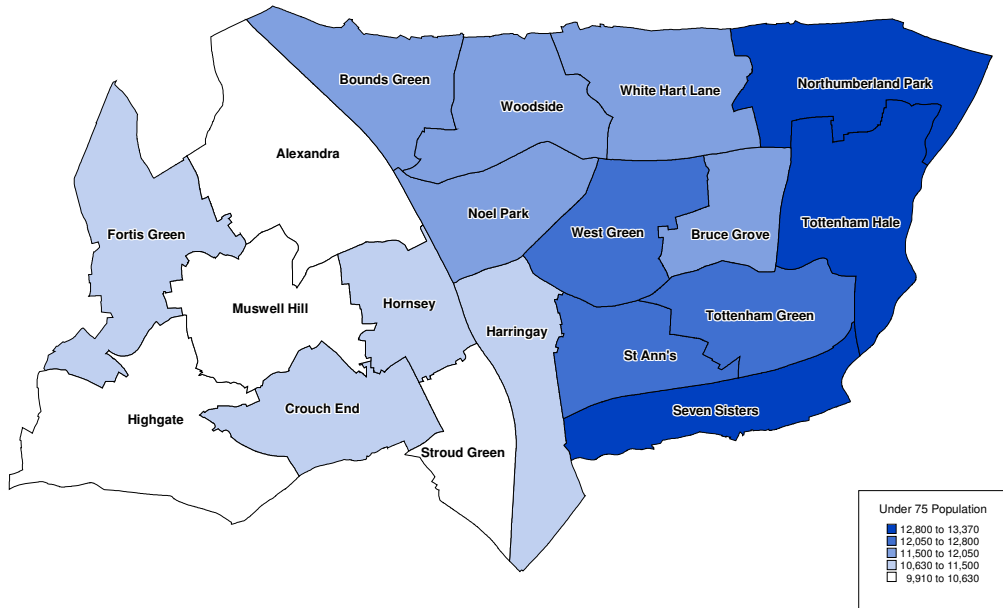 Bounds Green
Woodside
White Hart Lane
Northumberland Park
Alexandra
Fortis Green
Noel Park
West Green
Bruce Grove
Tottenham Hale
Muswell Hill
Hornsey
Harringay
Tottenham Green
St Ann's
Highgate
Crouch End
Stroud Green
Seven Sisters
Under 75 Population
12,800 to 13,370
12,050 to 12,800
11,500 to 12,050
10,630 to 11,500
9,910 to 10,630